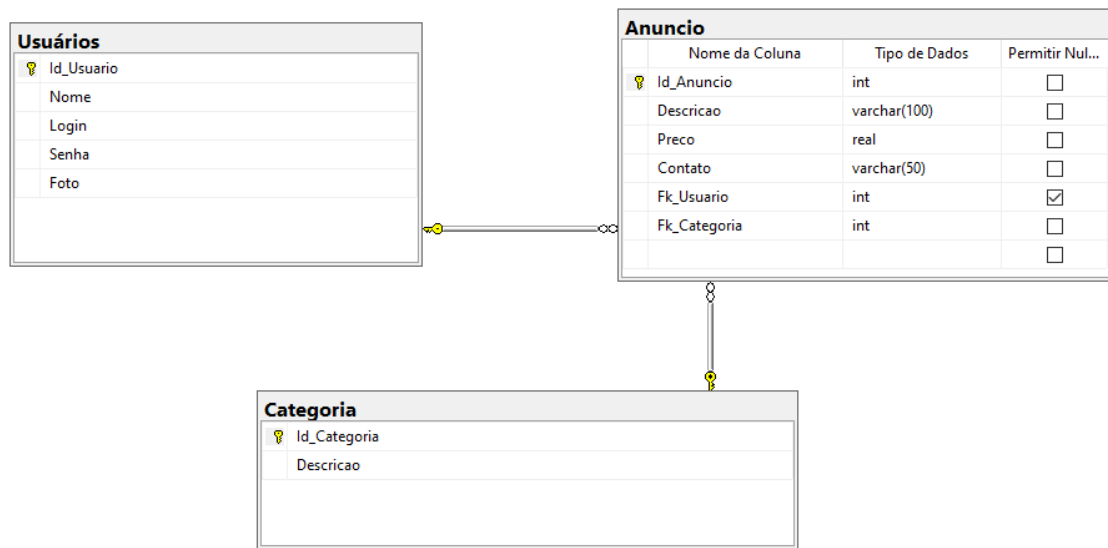 Usuários
Id_Usuario
Nome
Login
Senha
Foto
Anuncio
Nome da Coluna Tipo de Dados Permitir Nul...
Id_Anuncio int
Descricao varchar(100)
Preco real
Contato varchar(50)
Fk_Usuario int
Fk_Categoria int
Categoria
Id_Categoria
Descricao